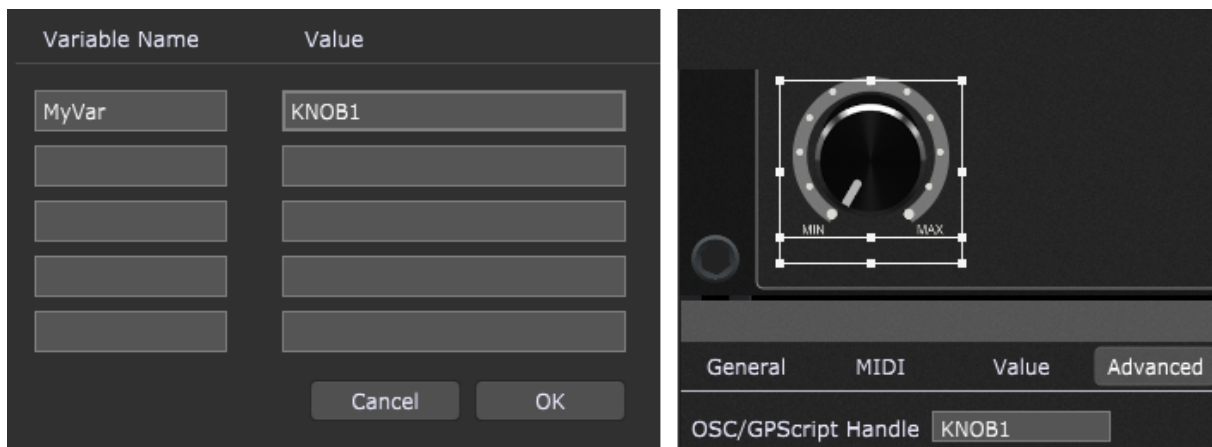 Variable Name Value
MyVar KNOB1
Cancel OK
MIN MAX
General MIDI Value Advanced
OSC/GPScript Handle KNOB1